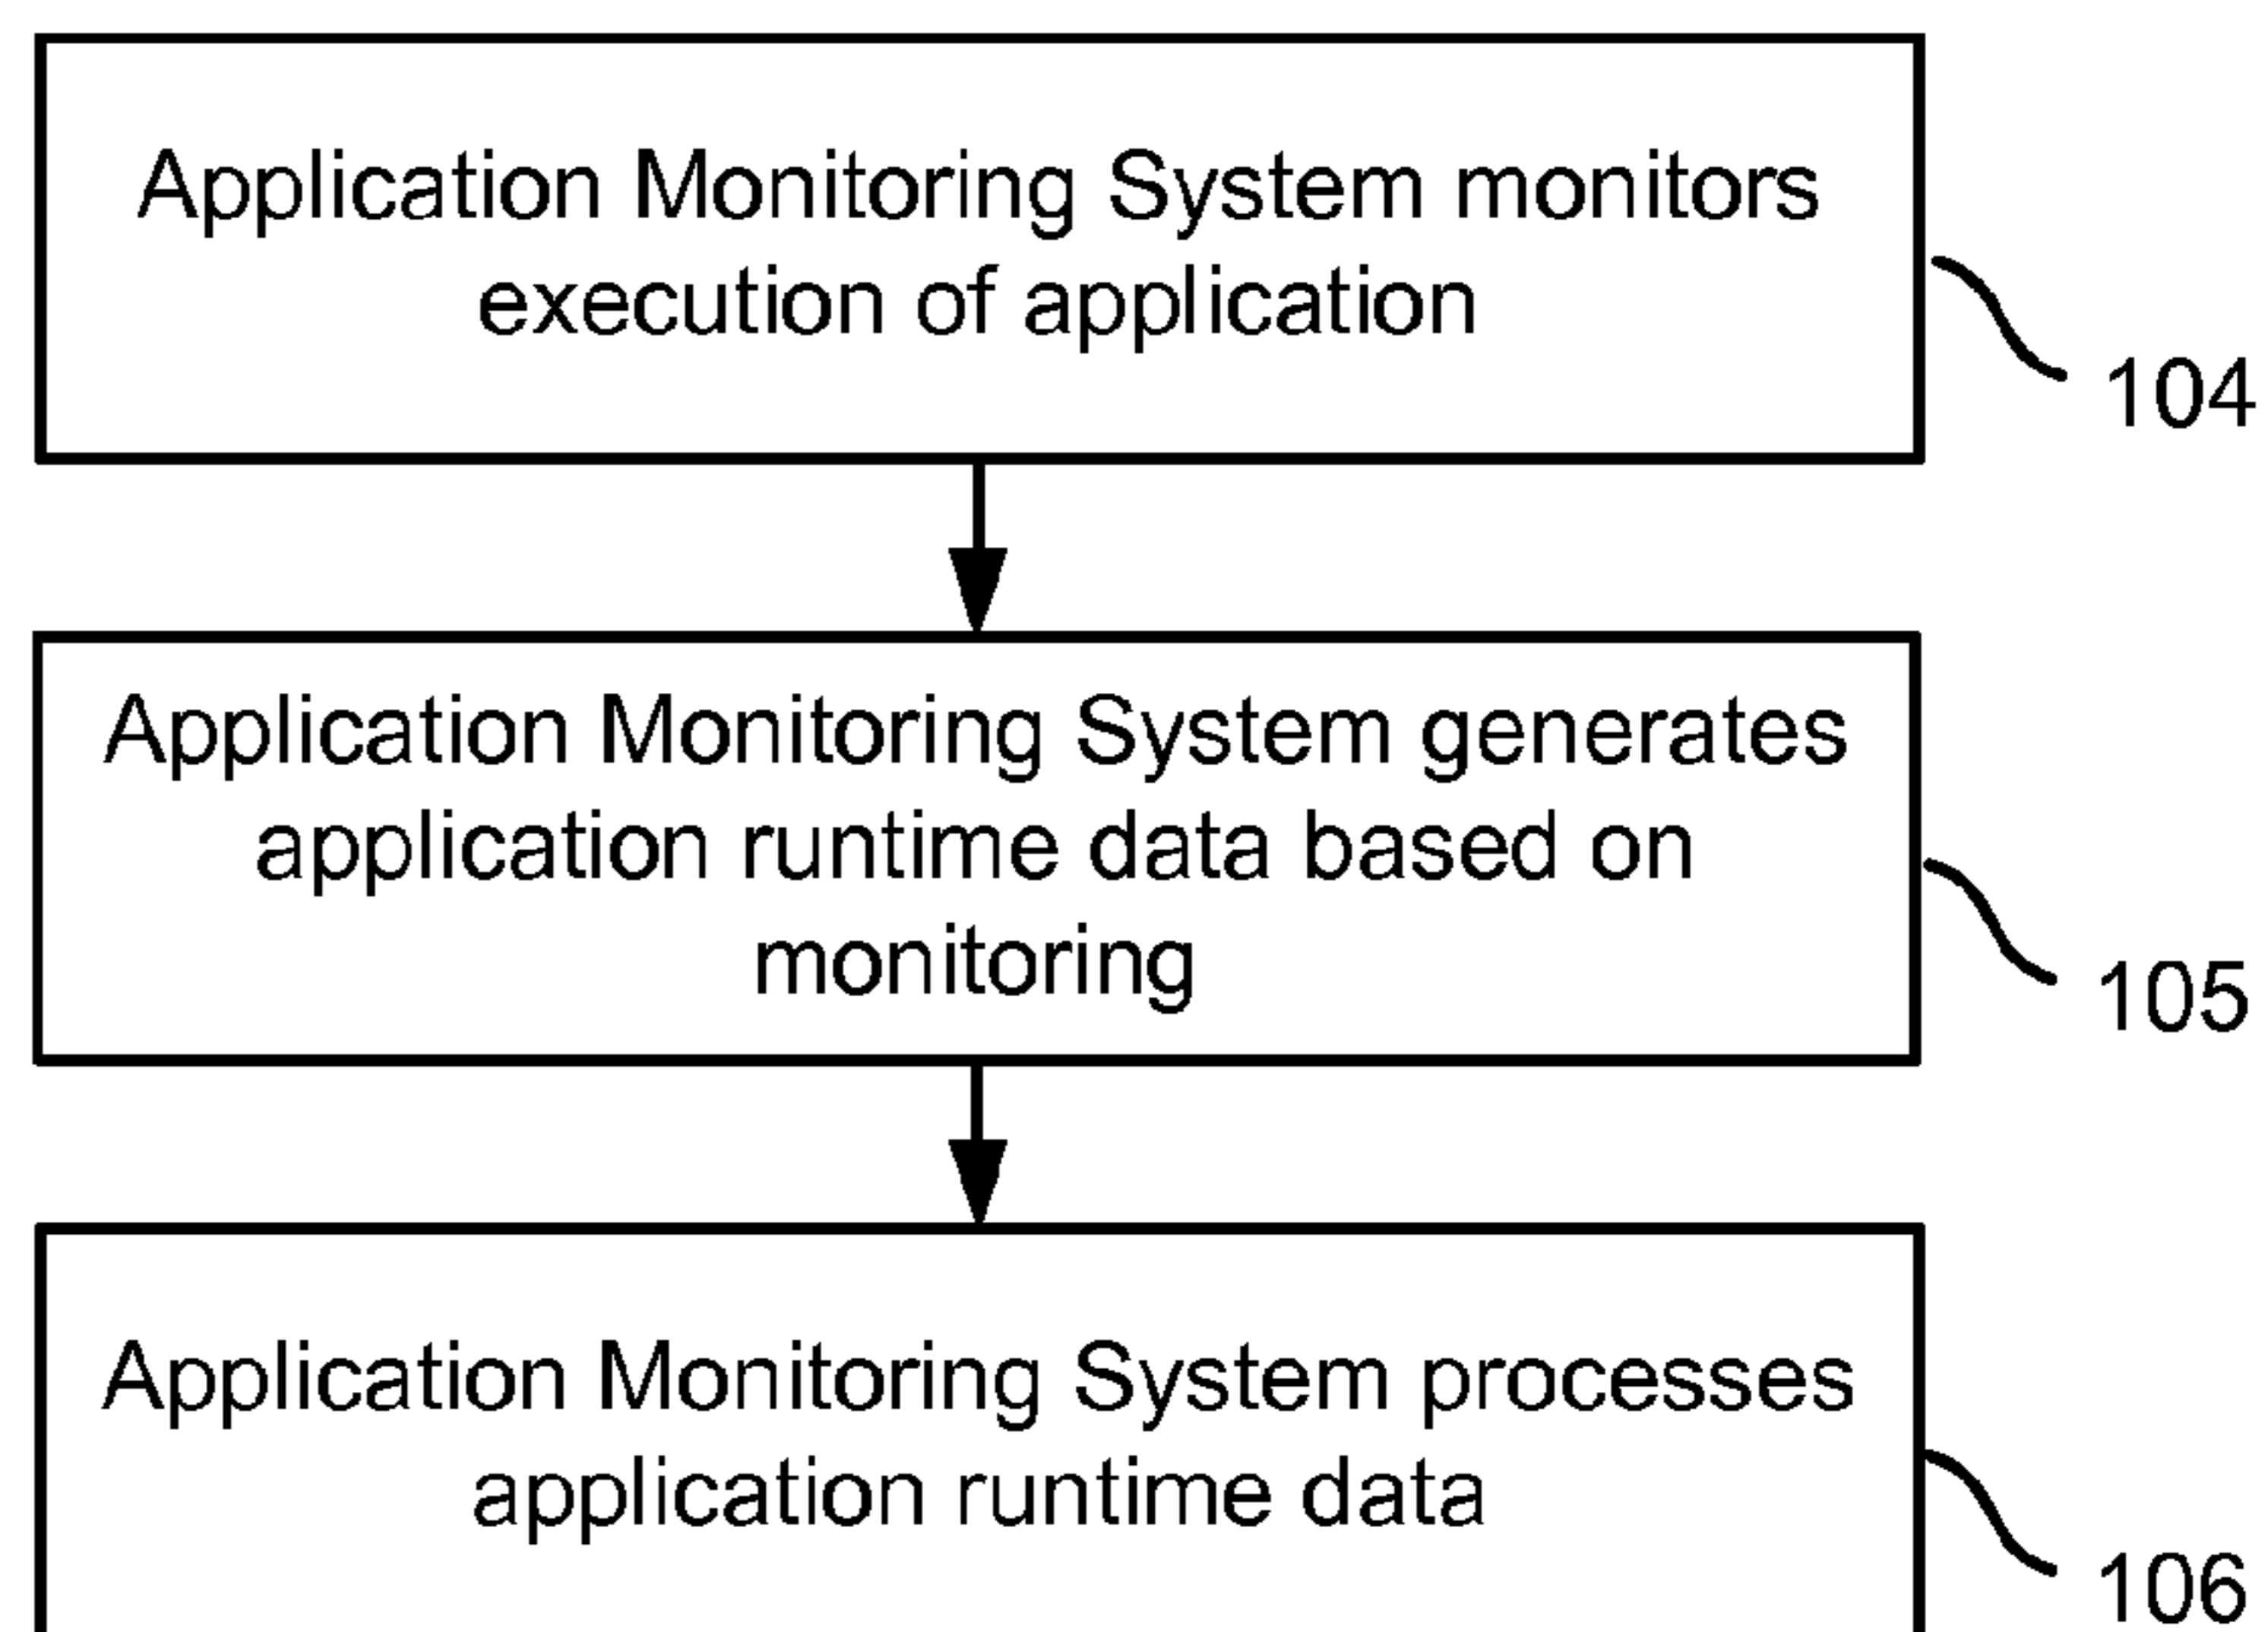 Application Monitoring System monitors
execution of application
104
Application Monitoring System generates
application runtime data based on
monitoring
105
Application Monitoring System processes
application runtime data
106